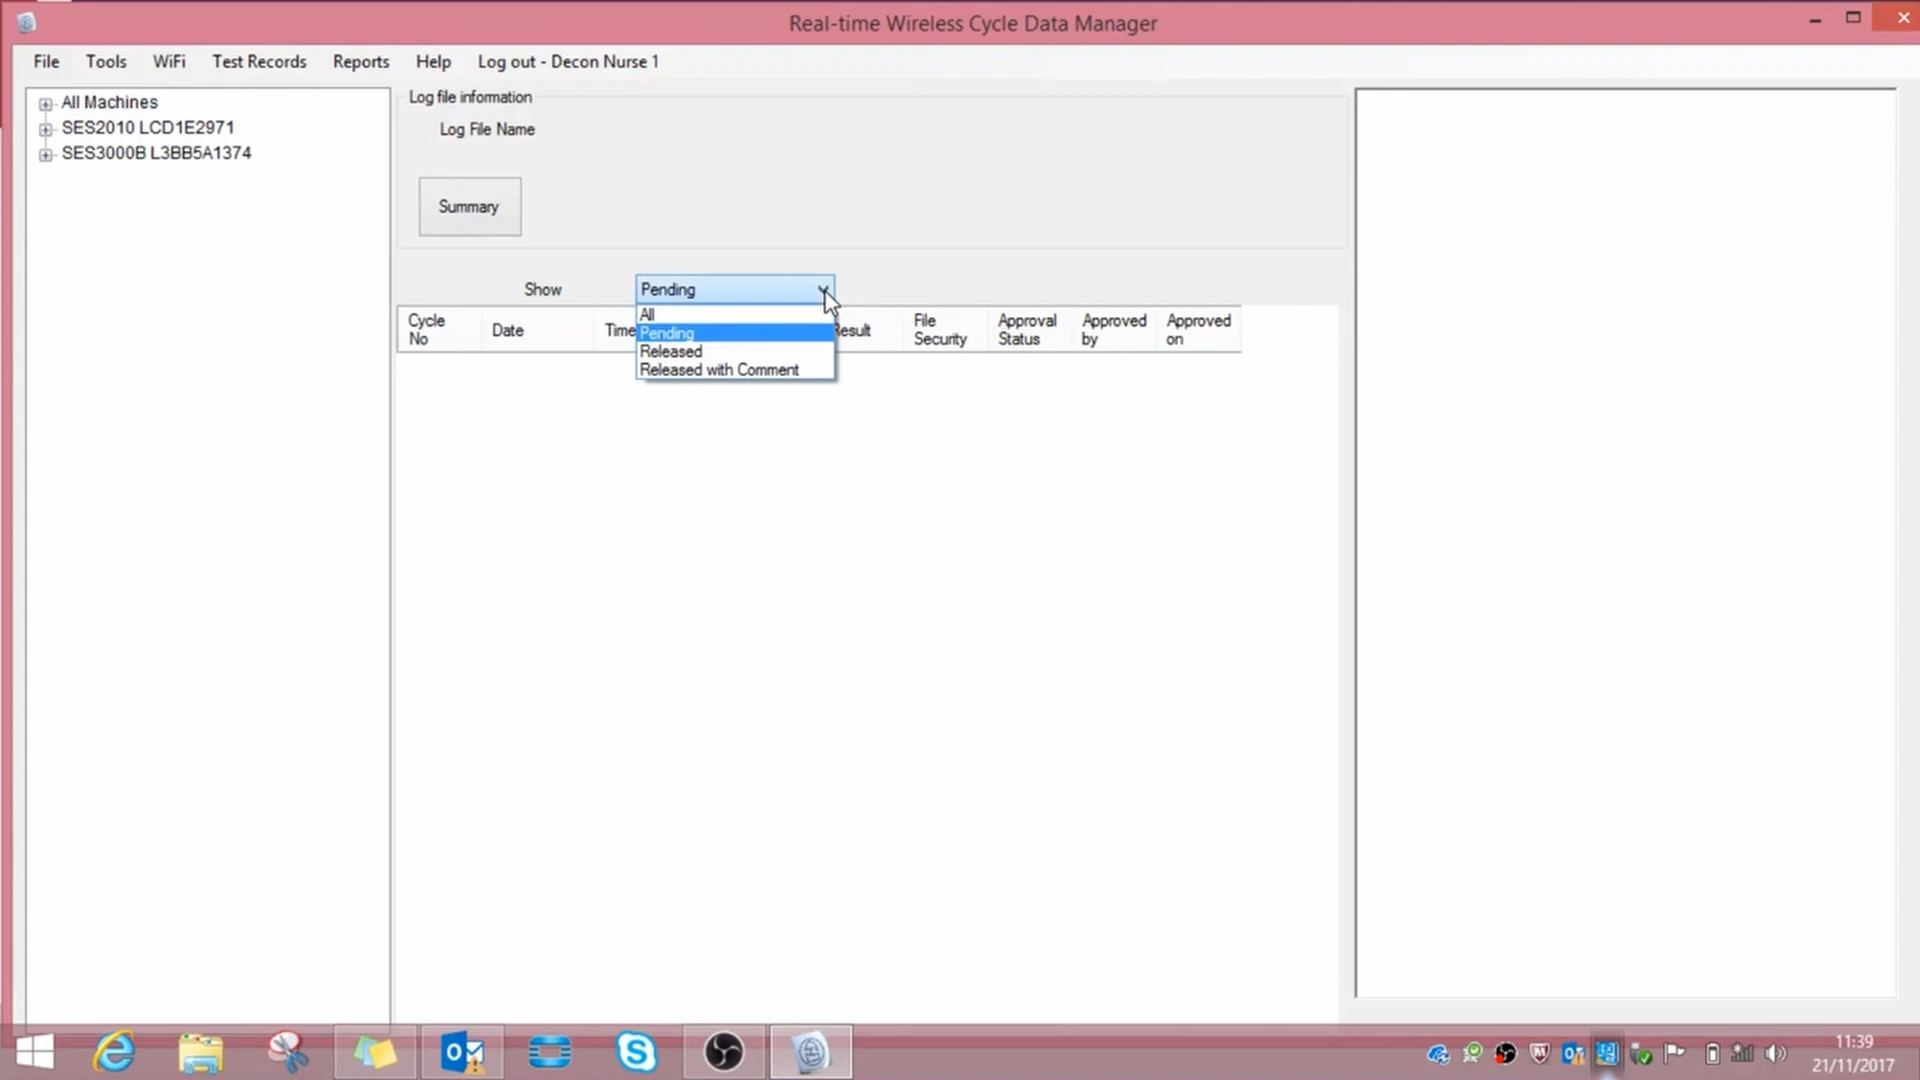 Real-time Wireless Cycle Data Manager
File Tools WiFi Test Records Reports Help Log out - Decon Nurse 1
All Machines
SES2010 LCD1E2971
SES3000B L3BB5A1374
Log file information
Log File Name
Summary
Show Pending
All
Pending
Released
Released with Comment
Cycle No
Date
Time
Result
File Security
Approval Status
Approved by
Approved on
11:39
21/11/2017